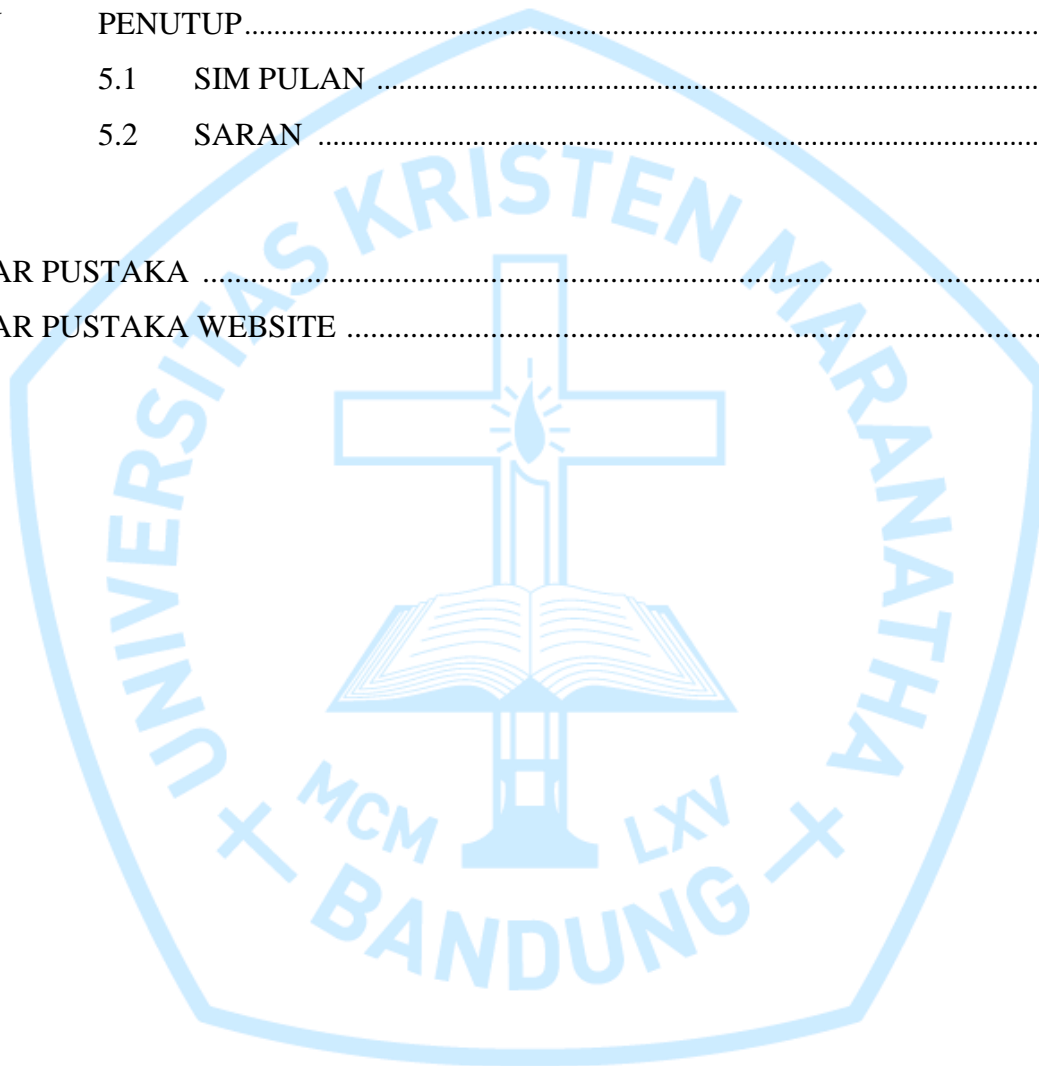 PENUTUP....................................................................................................
5.1 SIM PULAN ....................................................................................
5.2 SARAN ............................................................................................
AR PUSTAKA ............................................................................................
AR PUSTAKA WEBSITE ............................................................................
UNIVERSITAS KRISTEN MARANATHA
MCM LXV
BANDUNG